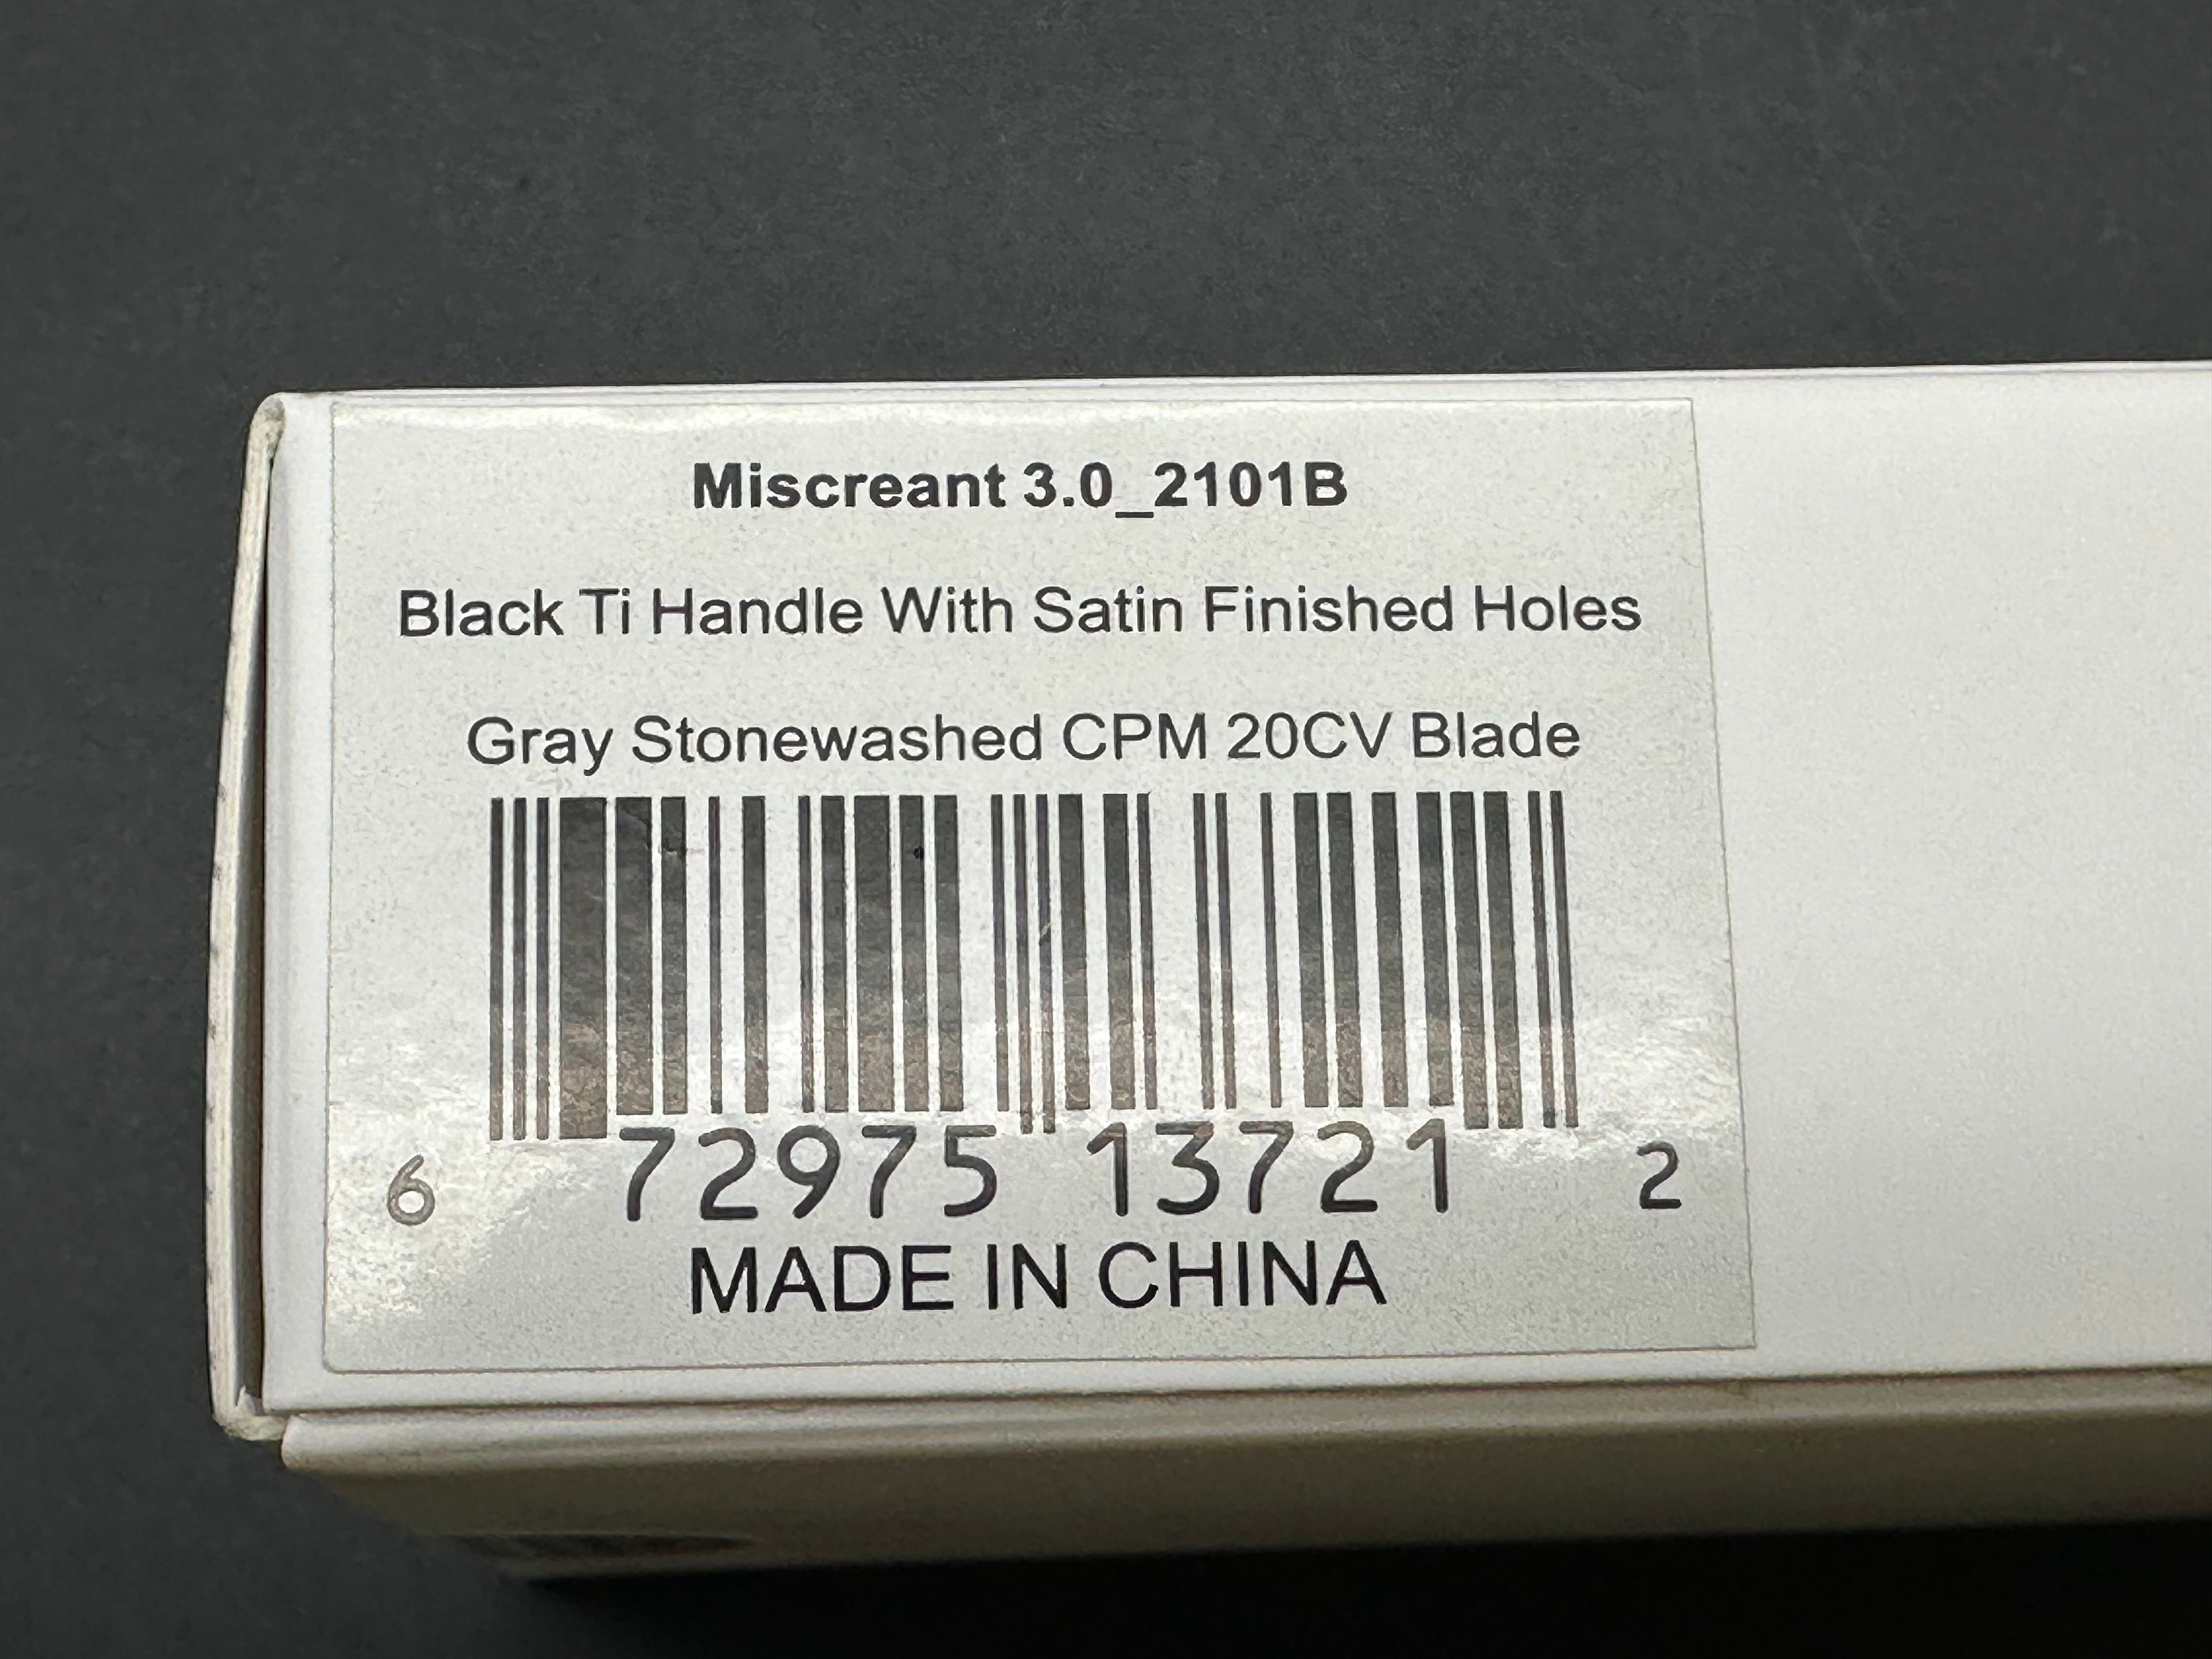 Miscreant 3.0_2101B
Black Ti Handle With Satin Finished Holes
Gray Stonewashed CPM 20CV Blade
6 72975 13721 2
MADE IN CHINA